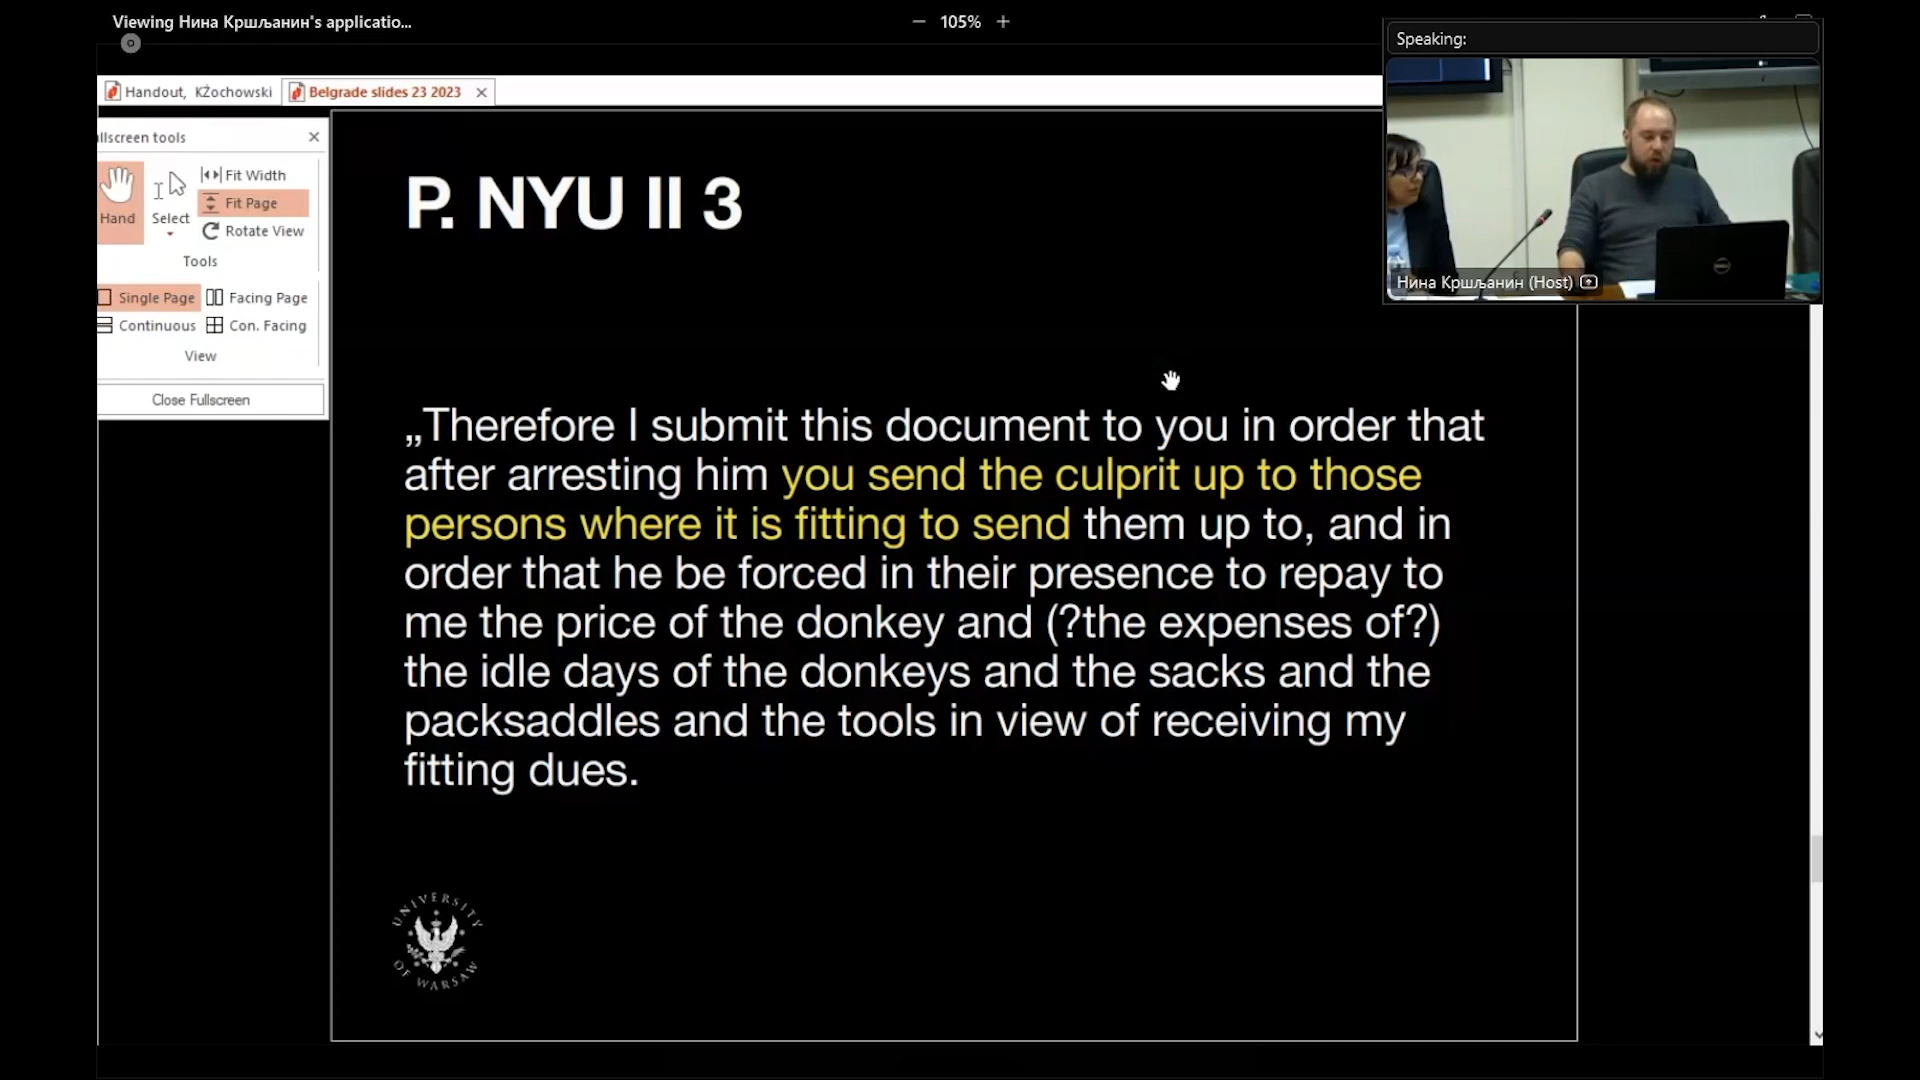 Viewing Нина Кршљанин's applicatio...
105%
Speaking:
Handout, KŻochowski
Belgrade slides 23 2023
llscreen tools
Hand
Select
Fit Width
Fit Page
Rotate View
Tools
Single Page
Facing Page
Continuous
Con. Facing
View
Close Fullscreen
Нина Кршљанин (Host)
P. NYU II 3
„Therefore I submit this document to you in order that
after arresting him you send the culprit up to those
persons where it is fitting to send them up to, and in
order that he be forced in their presence to repay to
me the price of the donkey and (?the expenses of?)
the idle days of the donkeys and the sacks and the
packsaddles and the tools in view of receiving my
fitting dues.
UNIVERSITY
OF WARSAW